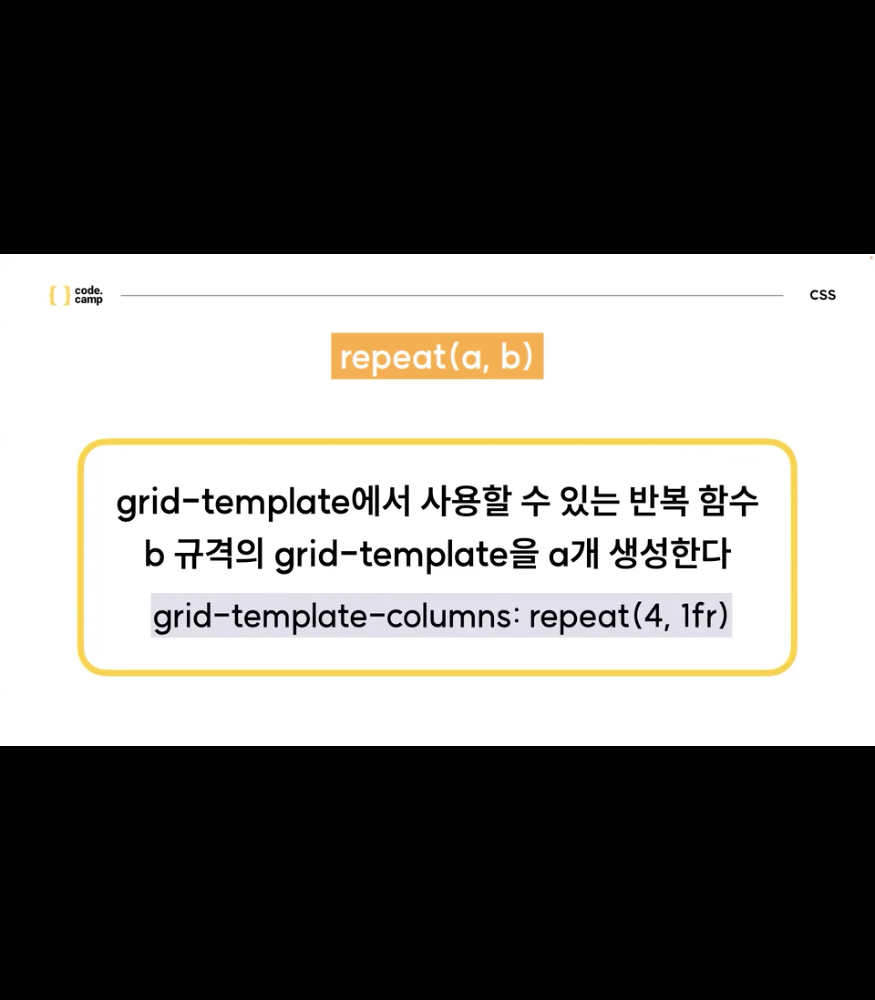 { } code.
camp
CSS
repeat(a, b)
grid-template에서 사용할 수 있는 반복 함수
b 규격의 grid-template을 a개 생성한다
grid-template-columns: repeat(4, 1fr)